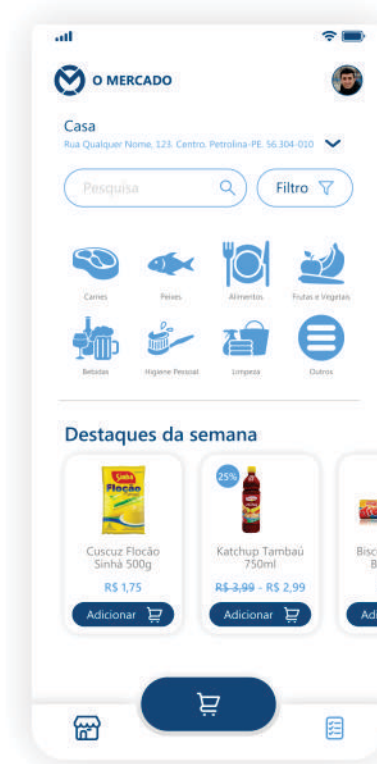 O MERCADO
Casa
Rua Qualquer Nome, 123. Centro. Petrolina-PE. 56.304-010
Pesquisa
Filtro
Carnes
Peixes
Alimentos
Frutas e Vegetais
Bebidas
Higiene Pessoal
Limpeza
Outros
Destaques da semana
Sinhá
Flocão
25%
Cuscuz Flocão
Sinhá 500g
R$ 1,75
Adicionar
Katchup Tambaú
750ml
R$ 3,99 - R$ 2,99
Adicionar
Bisc
B
Adi